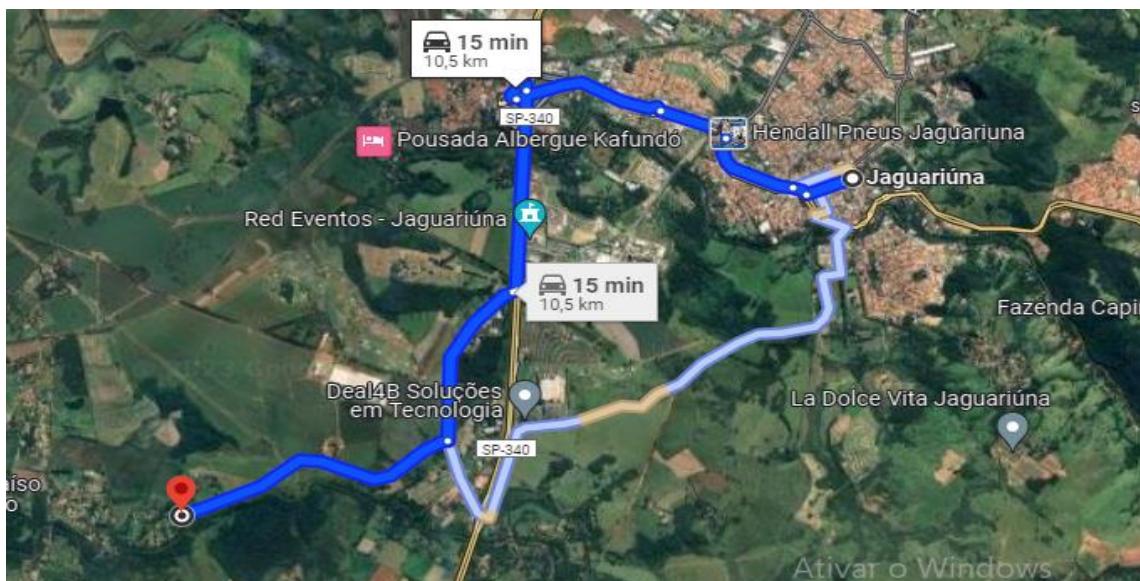 15 min
10,5 km
SP-340
Pousada Albergue Kafundó
Hendall Pneus Jaguariuna
Jaguariúna
Red Eventos - Jaguariúna
15 min
10,5 km
Fazenda Capi
Deal4B Soluções
em Tecnologia
La Dolce Vita Jaguariúna
SP-340
aíso
o
Ativar o Windows